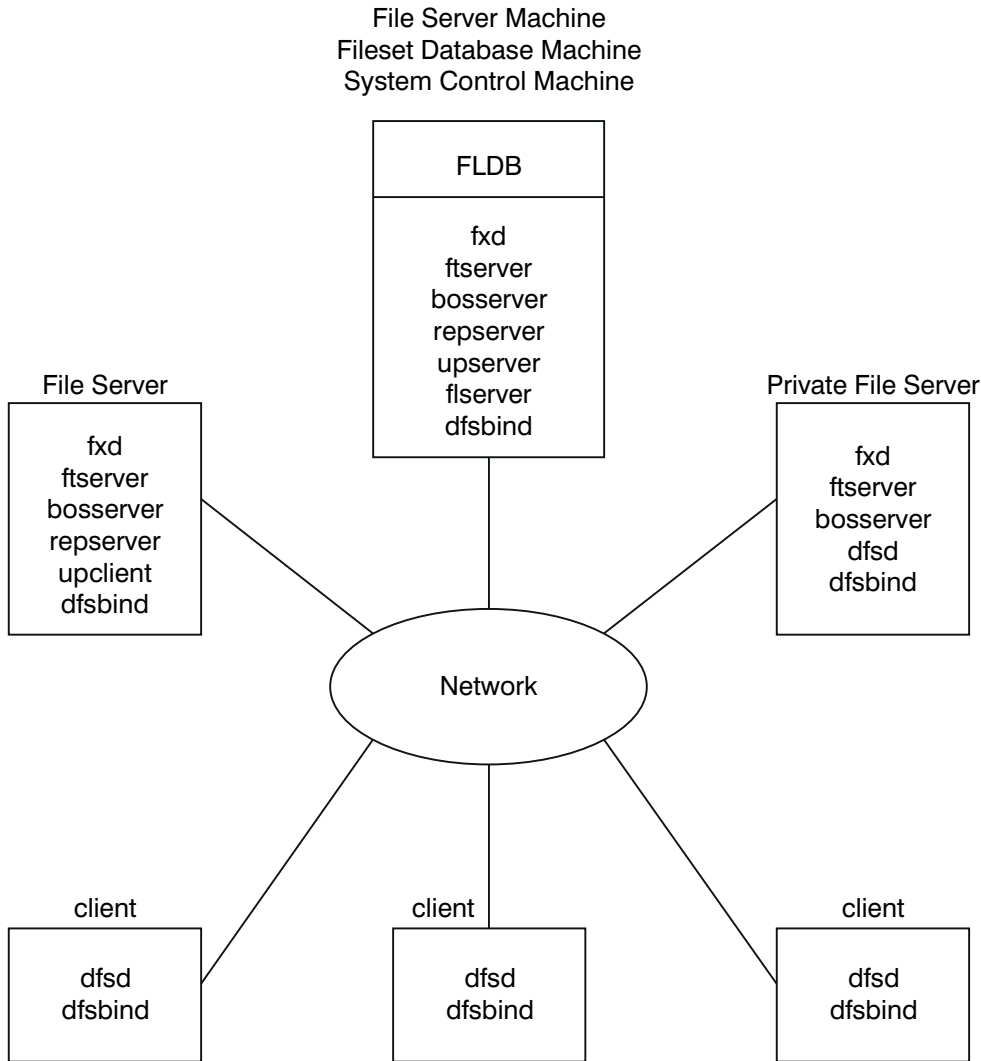 File Server Machine
Fileset Database Machine
System Control Machine
FLDB
fxd
ftserver
bosserver
repserver
upserver
flserver
dfsbind
File Server
fxd
ftserver
bosserver
repserver
upclient
dfsbind
Private File Server
fxd
ftserver
bosserver
dfsd
dfsbind
Network
client
dfsd
dfsbind
client
dfsd
dfsbind
client
dfsd
dfsbind